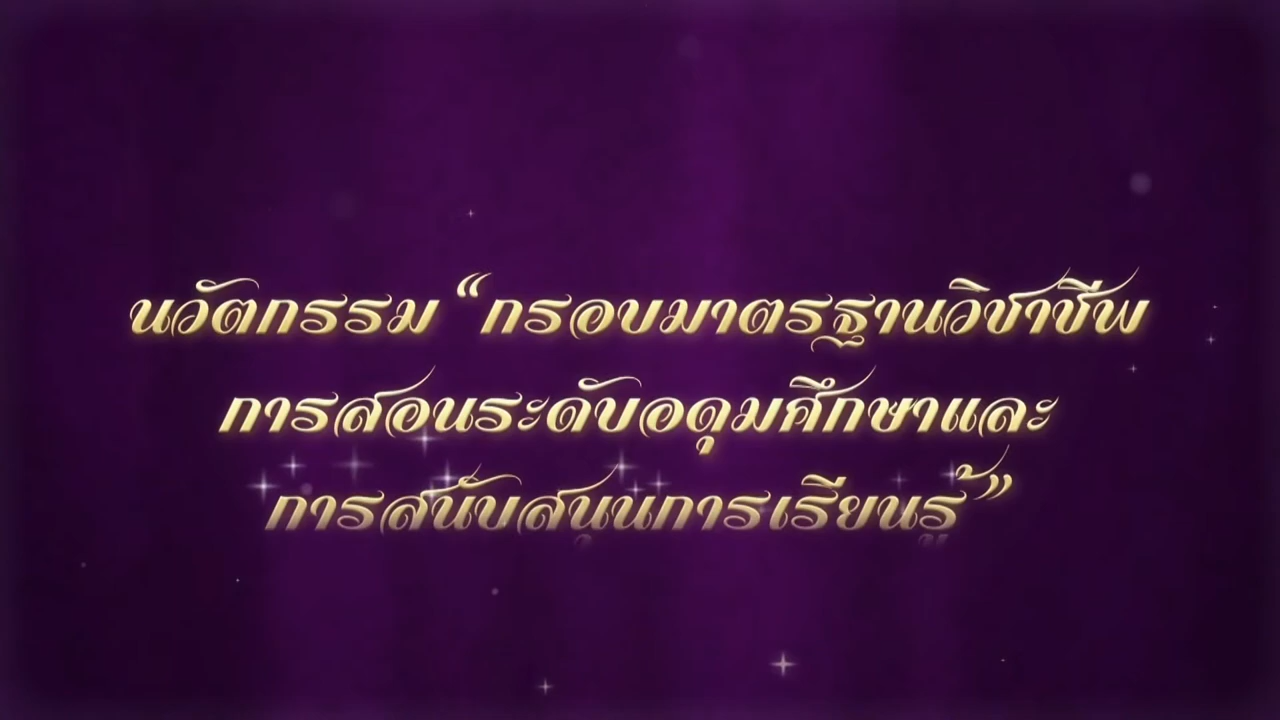 นวัตกรรม “กรอบมาตรฐานวิชาชีพ
การสอนระดับอุดมศึกษาและ
การสนับสนุนการเรียนรู้”